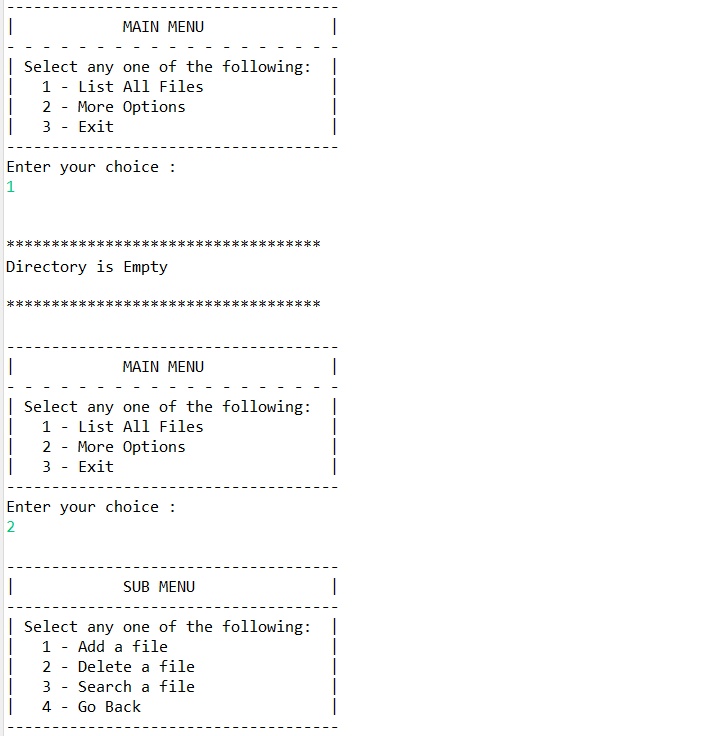 -------------------------------------
|            MAIN MENU              |
- - - - - - - - - - - - - - - - - - -
| Select any one of the following:  |
|   1 - List All Files              |
|   2 - More Options                |
|   3 - Exit                        |
-------------------------------------
Enter your choice :
1
***********************************
Directory is Empty
***********************************
-------------------------------------
|            MAIN MENU              |
- - - - - - - - - - - - - - - - - - -
| Select any one of the following:  |
|   1 - List All Files              |
|   2 - More Options                |
|   3 - Exit                        |
-------------------------------------
Enter your choice :
2
-------------------------------------
|            SUB MENU               |
-------------------------------------
| Select any one of the following:  |
|   1 - Add a file                  |
|   2 - Delete a file               |
|   3 - Search a file               |
|   4 - Go Back                     |
-------------------------------------